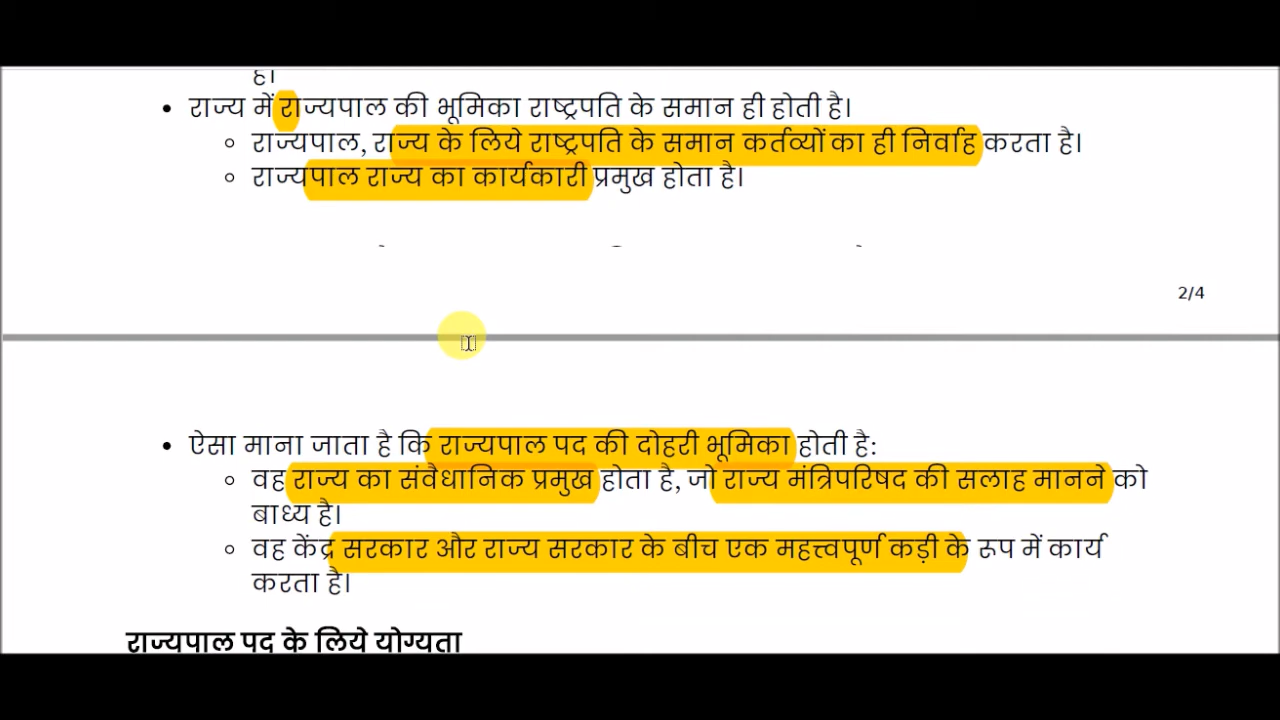 है।
• राज्य में राज्यपाल की भूमिका राष्ट्रपति के समान ही होती है।
○ राज्यपाल, राज्य के लिये राष्ट्रपति के समान कर्तव्यों का ही निर्वाह करता है।
○ राज्यपाल राज्य का कार्यकारी प्रमुख होता है।
2/4
• ऐसा माना जाता है कि राज्यपाल पद की दोहरी भूमिका होती है:
○ वह राज्य का संवैधानिक प्रमुख होता है, जो राज्य मंत्रिपरिषद की सलाह मानने को
बाध्य है।
○ वह केंद्र सरकार और राज्य सरकार के बीच एक महत्त्वपूर्ण कड़ी के रूप में कार्य
करता है।
राज्यपाल पद के लिये योग्यता